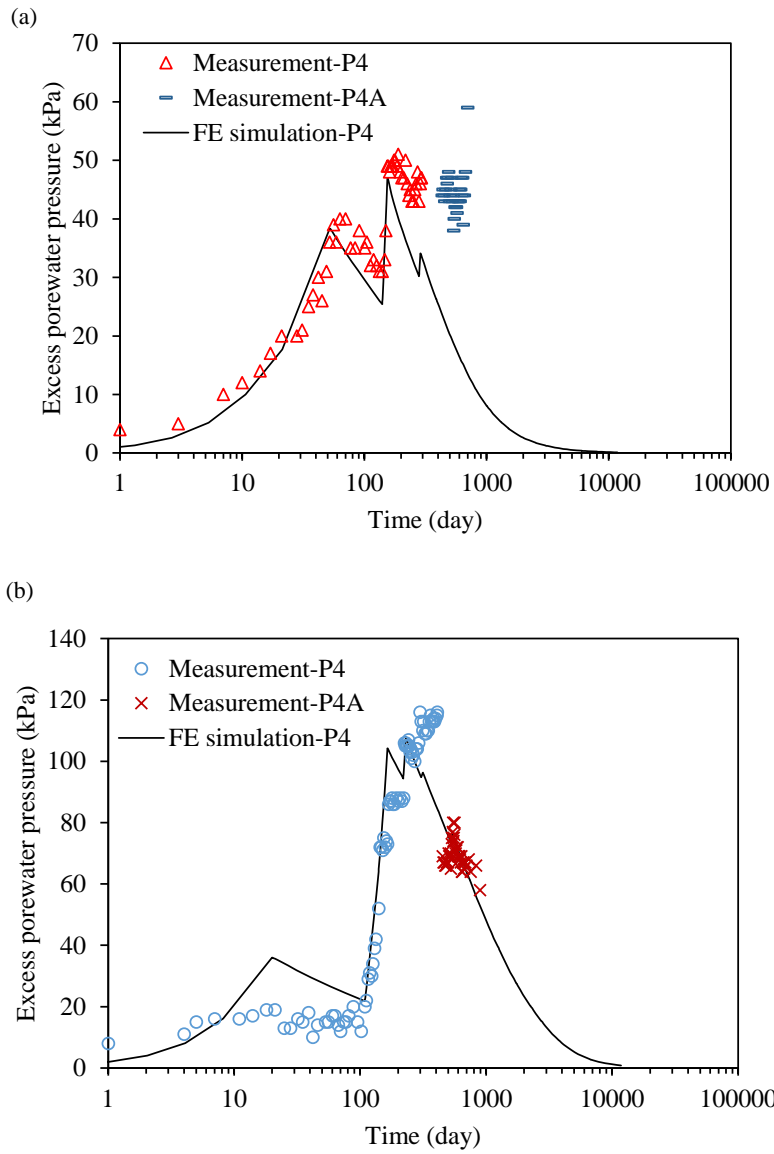 (a)
Excess porewater pressure (kPa)
70
60
50
40
30
20
10
0
Measurement-P4
Measurement-P4A
FE simulation-P4
1 10 100 1000 10000 100000
Time (day)
(b)
Excess porewater pressure (kPa)
140
120
100
80
60
40
20
0
Measurement-P4
Measurement-P4A
FE simulation-P4
1 10 100 1000 10000 100000
Time (day)